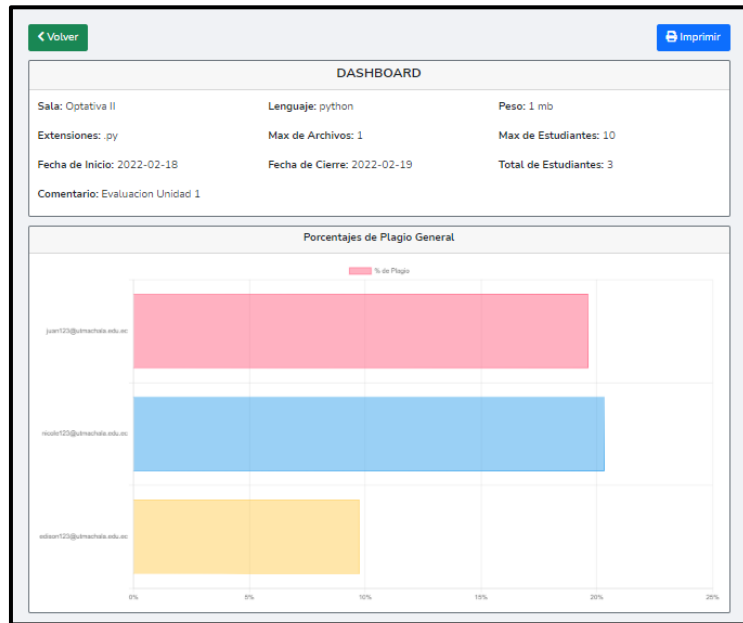 Volver
Imprimir
DASHBOARD
Sala: Optativa II
Lenguaje: python
Peso: 1 mb
Extensiones: .py
Max de Archivos: 1
Max de Estudiantes: 10
Fecha de Inicio: 2022-02-18
Fecha de Cierre: 2022-02-19
Total de Estudiantes: 3
Comentario: Evaluacion Unidad 1
Porcentajes de Plagio General
% de Plagio
juan123@utmachala.edu.ec
nicole123@utmachala.edu.ec
edison123@utmachala.edu.ec
0%
5%
10%
15%
20%
25%